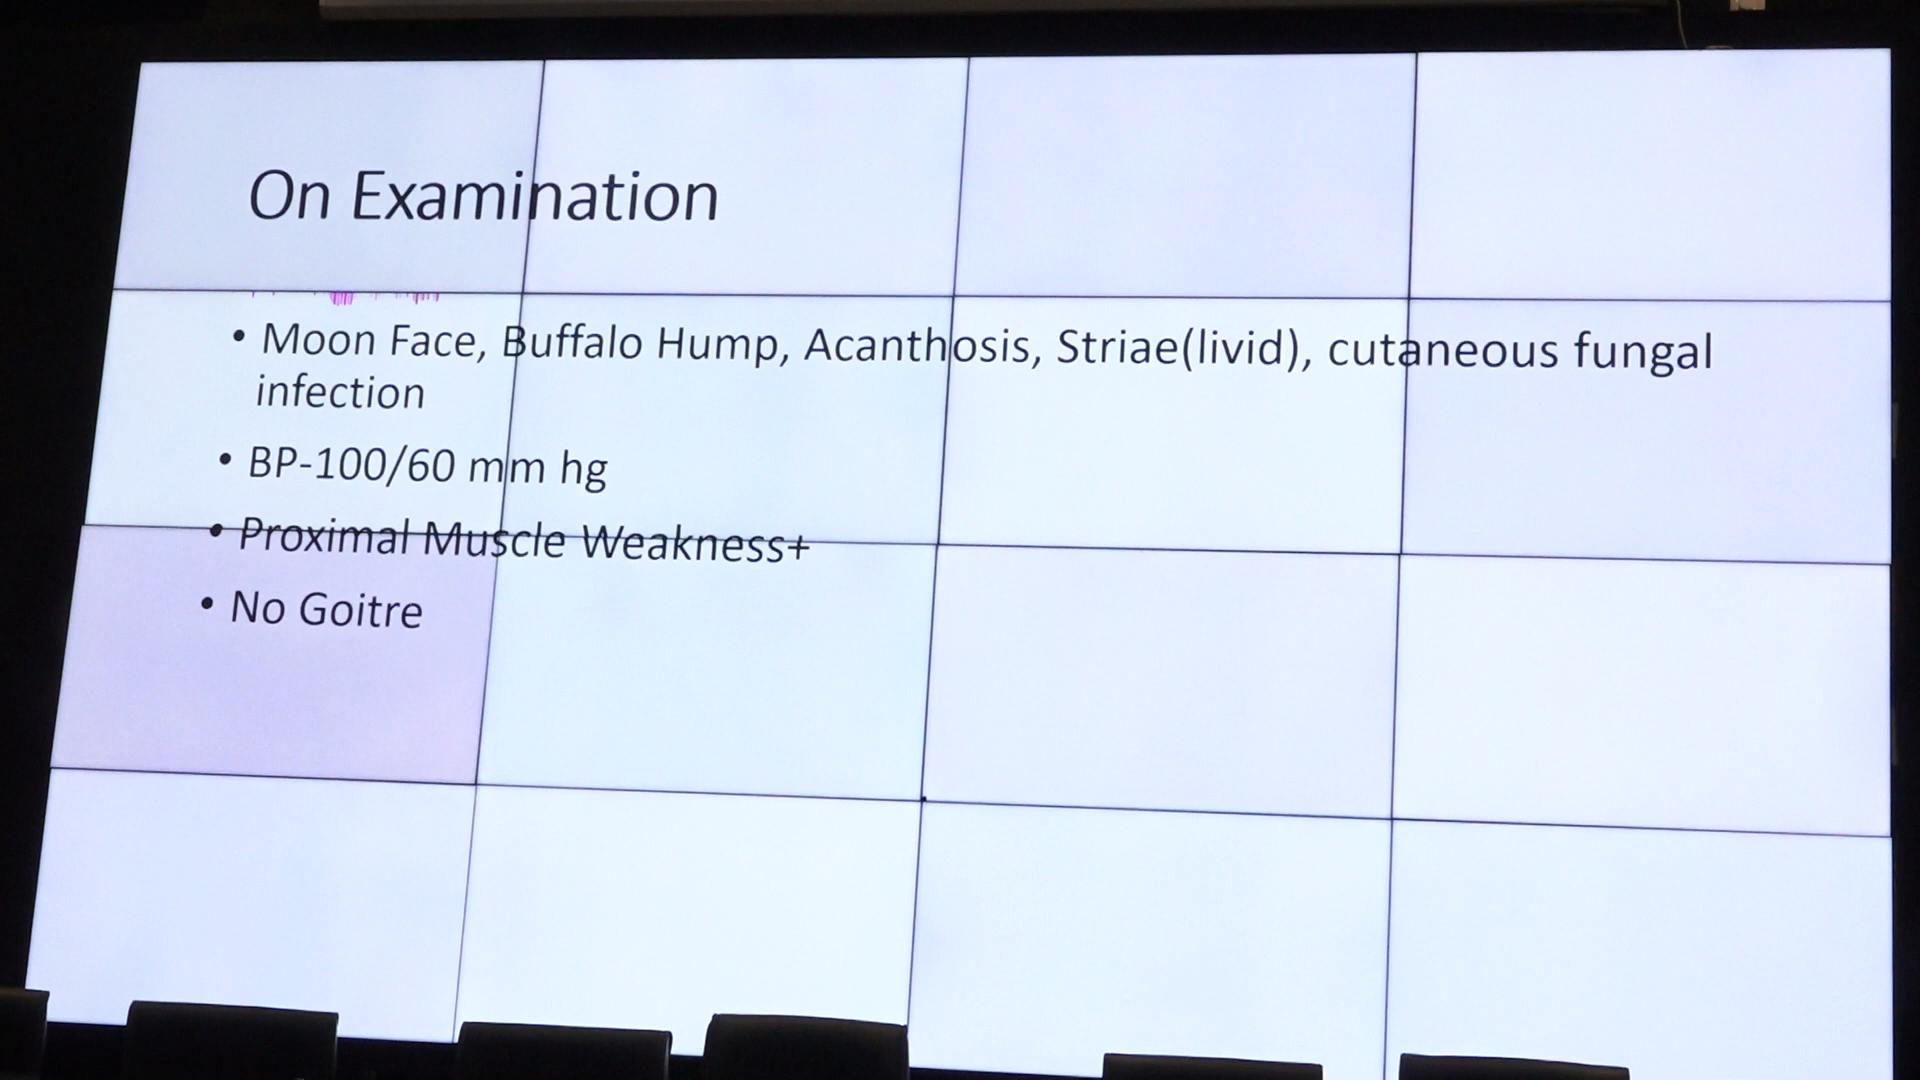 On Examination
• Moon Face, Buffalo Hump, Acanthosis, Striae(livid), cutaneous fungal
infection
• BP-100/60 mm hg
• Proximal Muscle Weakness+
• No Goitre